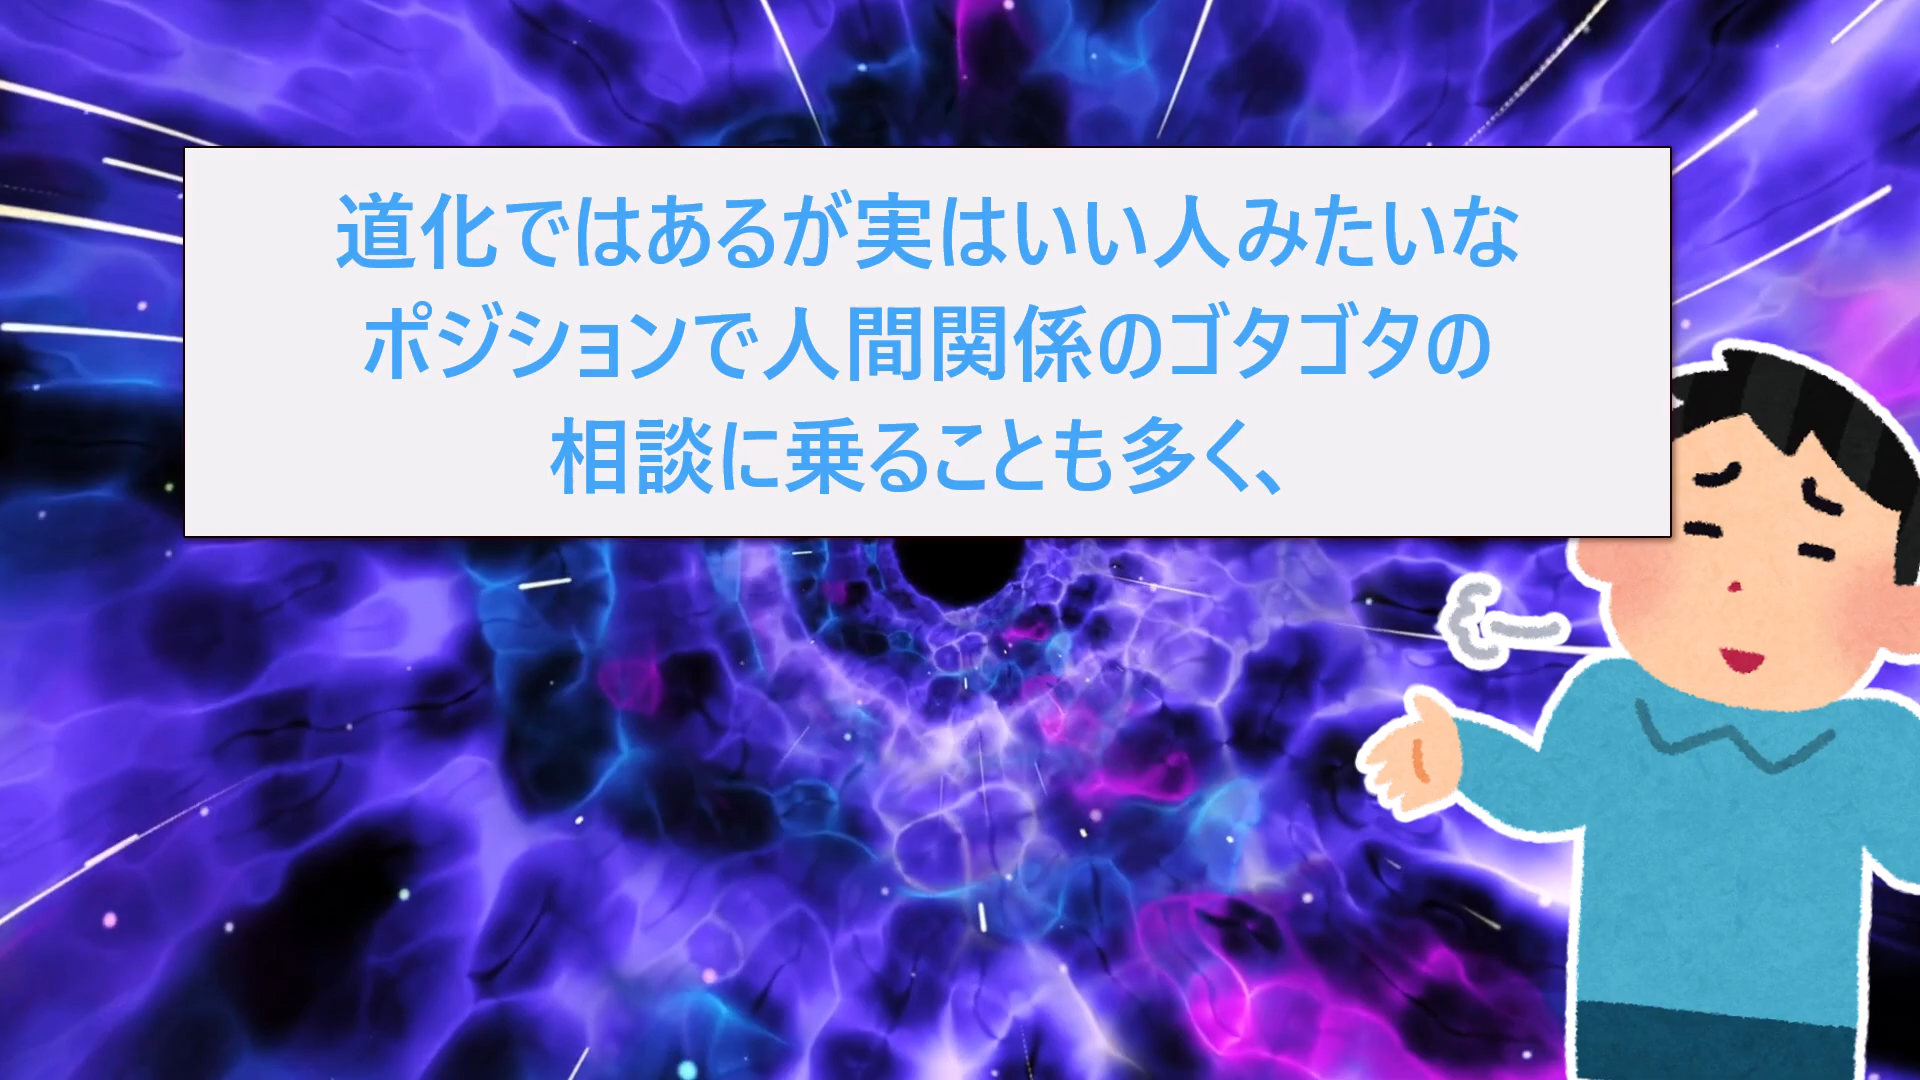 道化ではあるが実はいい人みたいな
ポジションで人間関係のゴタゴタの
相談に乗ることも多く、